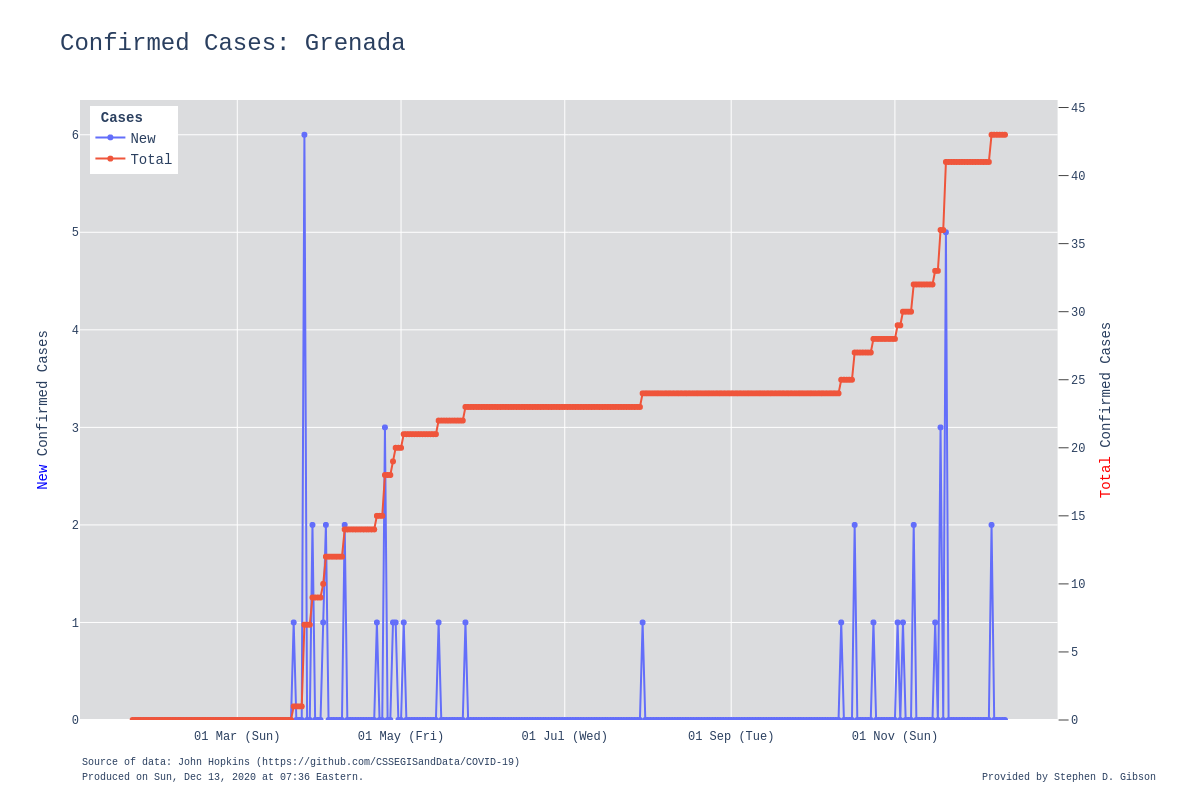 Confirmed Cases: Grenada
Cases
New
Total
6
5
4
3
2
1
0
45
40
35
30
25
20
15
10
5
0
New Confirmed Cases
Total Confirmed Cases
01 Mar (Sun)
01 May (Fri)
01 Jul (Wed)
01 Sep (Tue)
01 Nov (Sun)
Source of data: John Hopkins (https://github.com/CSSEGISandData/COVID-19)
Produced on Sun, Dec 13, 2020 at 07:36 Eastern.
Provided by Stephen D. Gibson